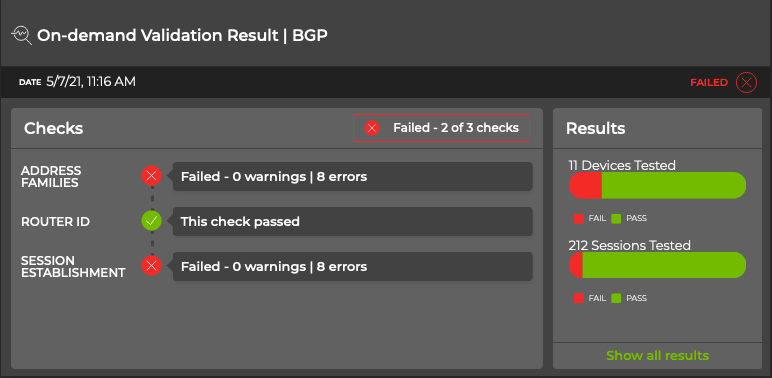 On-demand Validation Result | BGP
DATE 5/7/21, 11:16 AM
FAILED
Checks
Failed - 2 of 3 checks
ADDRESS
FAMILIES
Failed - 0 warnings | 8 errors
ROUTER ID
This check passed
SESSION
ESTABLISHMENT
Failed - 0 warnings | 8 errors
Results
11 Devices Tested
FAIL PASS
212 Sessions Tested
FAIL PASS
Show all results